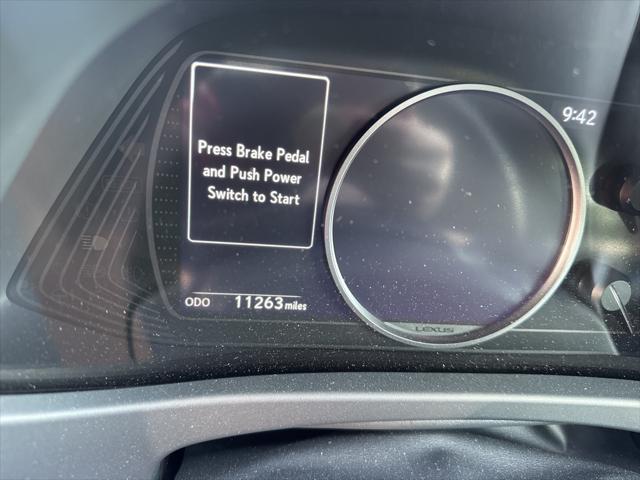 9:42
Press Brake Pedal
and Push Power
Switch to Start
ODO 11263 miles
LEXUS